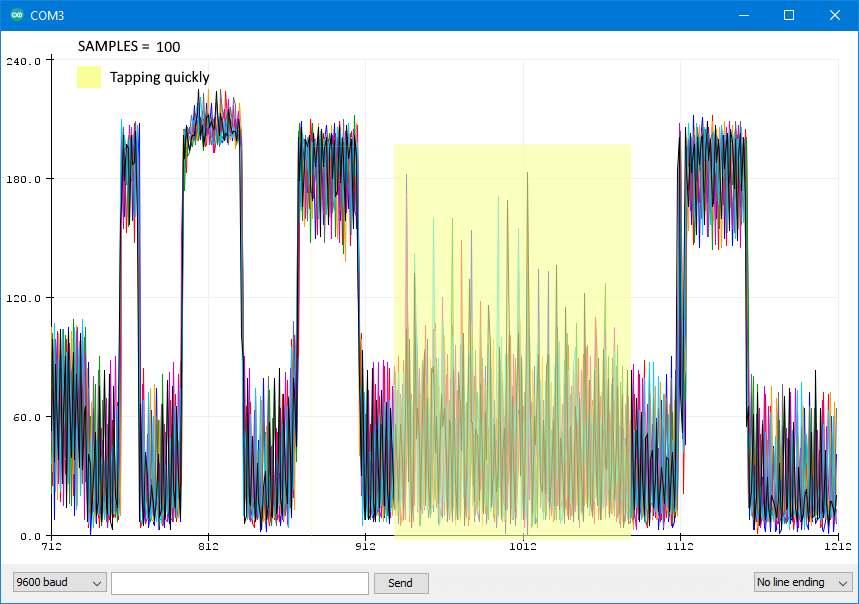 COM3
SAMPLES = 100
Tapping quickly
240.0
180.0
120.0
60.0
0.0
712 812 912 1012 1112 1212
9600 baud Send No line ending